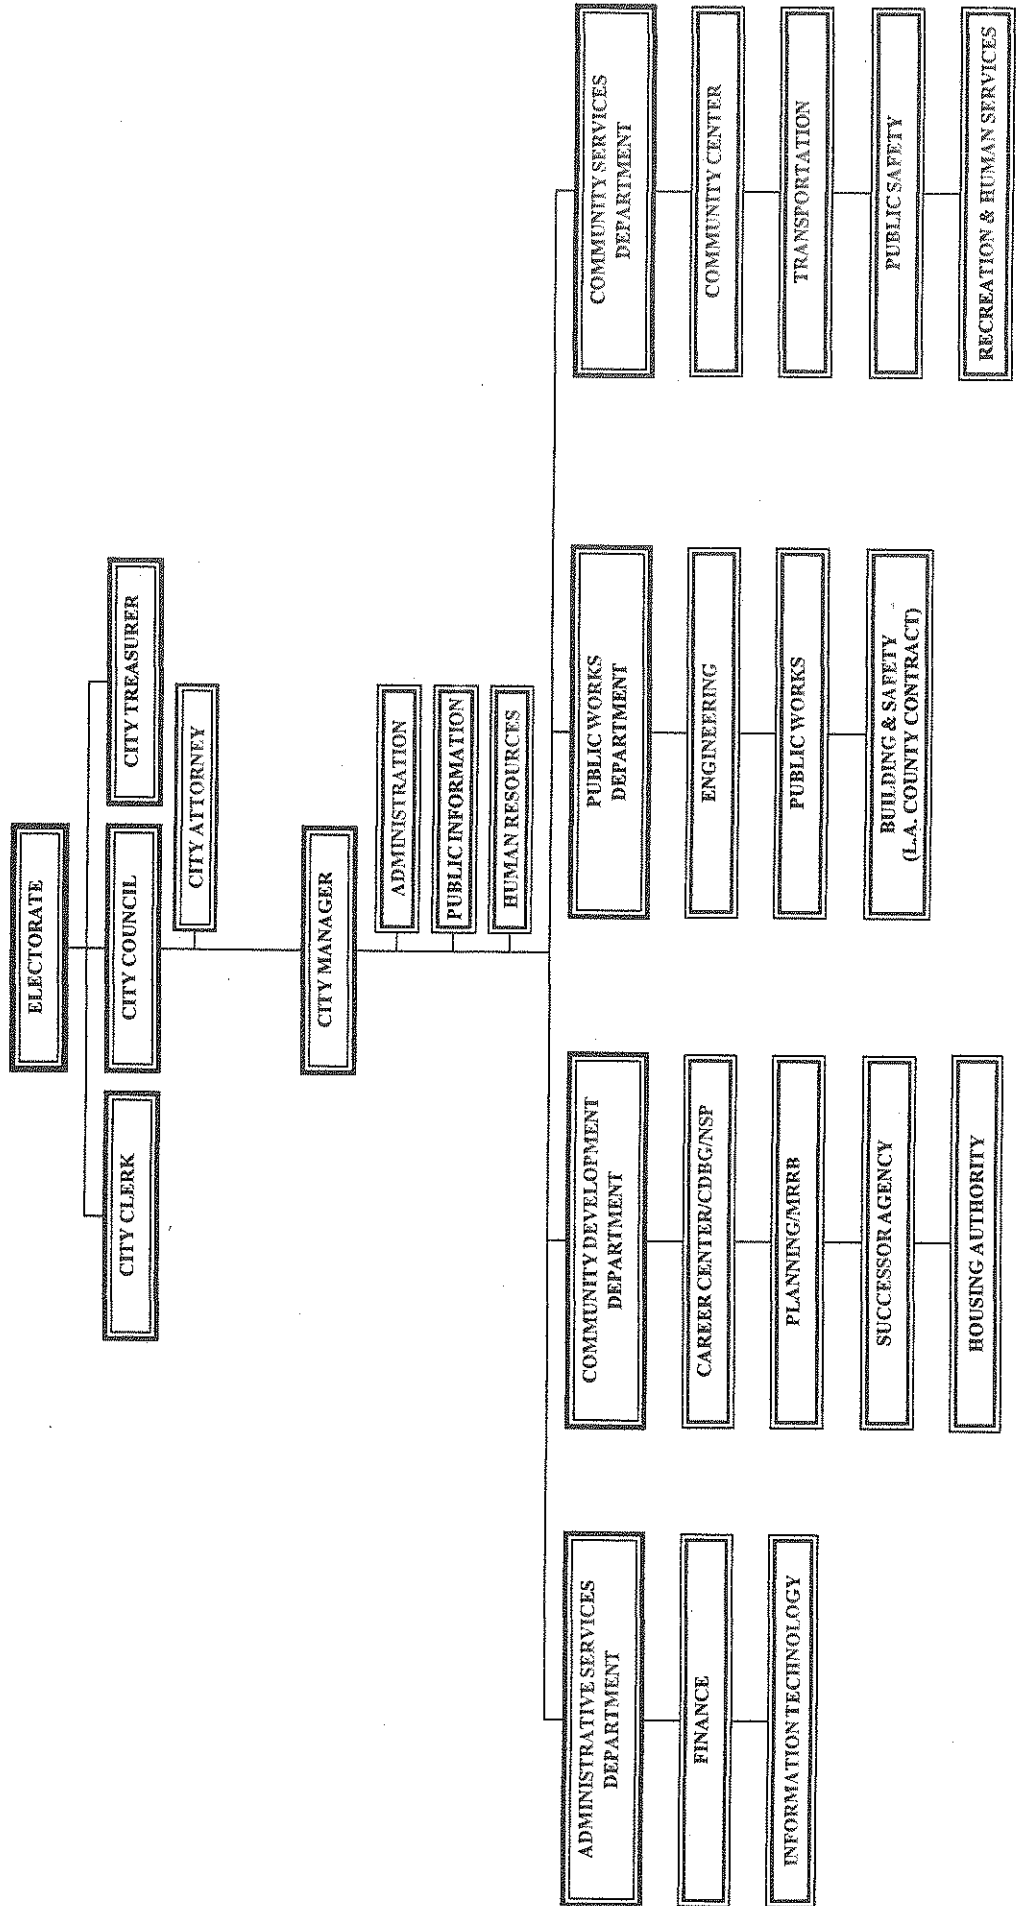 ELECTORATE
CITY CLERK
CITY COUNCIL
CITY TREASURER
CITY ATTORNEY
CITY MANAGER
ADMINISTRATION
PUBLIC INFORMATION
HUMAN RESOURCES
ADMINISTRATIVE SERVICES
DEPARTMENT
FINANCE
INFORMATION TECHNOLOGY
COMMUNITY DEVELOPMENT
DEPARTMENT
CAREER CENTER/CDBG/NSP
PLANNING/MRRB
SUCCESSOR AGENCY
HOUSING AUTHORITY
PUBLIC WORKS
DEPARTMENT
ENGINEERING
PUBLIC WORKS
BUILDING & SAFETY
(L.A. COUNTY CONTRACT)
COMMUNITY SERVICES
DEPARTMENT
COMMUNITY CENTER
TRANSPORTATION
PUBLIC SAFETY
RECREATION & HUMAN SERVICES